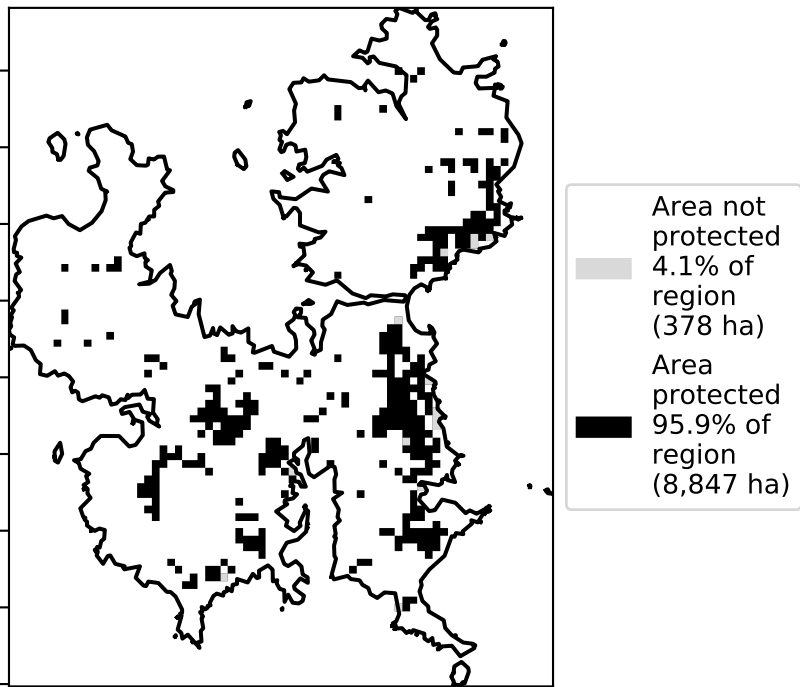 Area not
protected
4.1% of
region
(378 ha)
Area
protected
95.9% of
region
(8,847 ha)